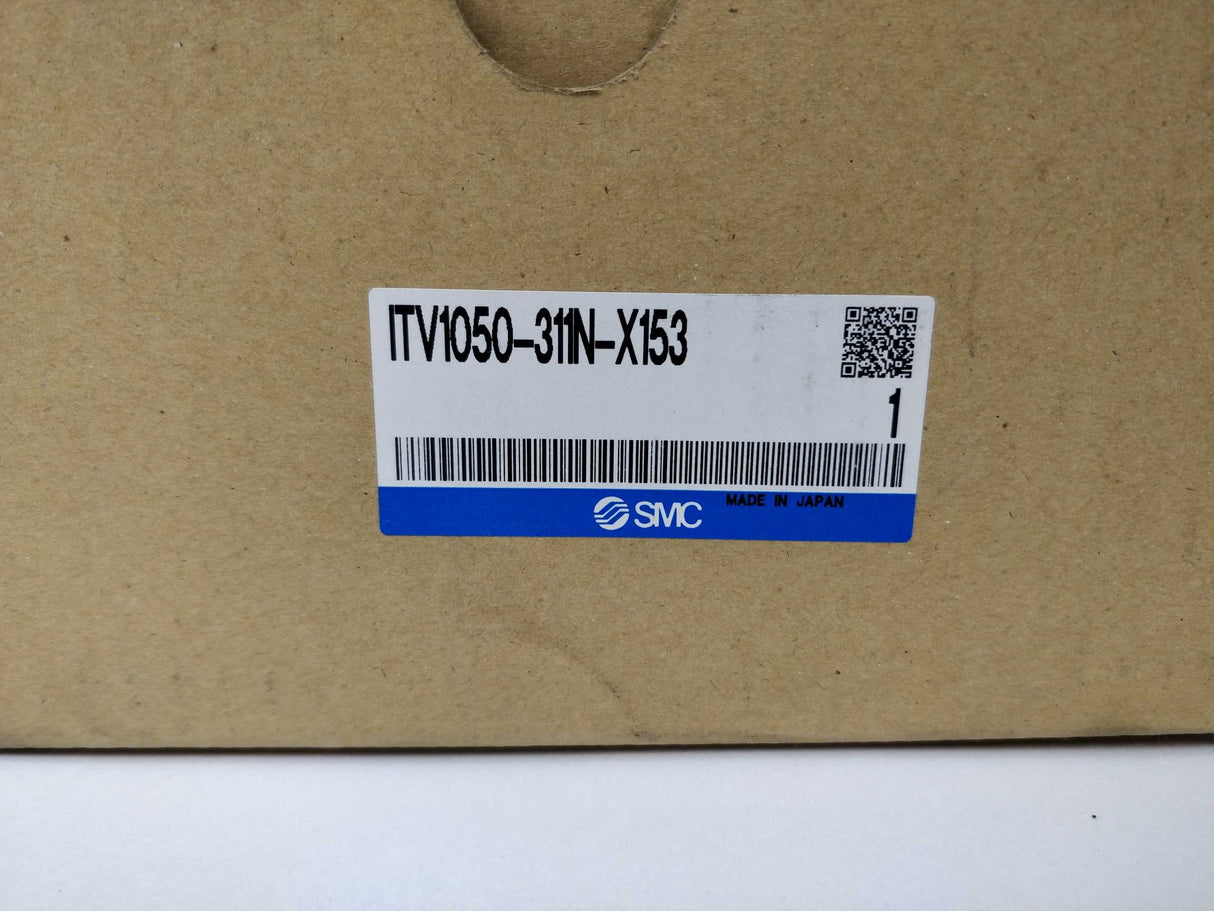 ITV1050-311N-X153
1
SMC MADE IN JAPAN